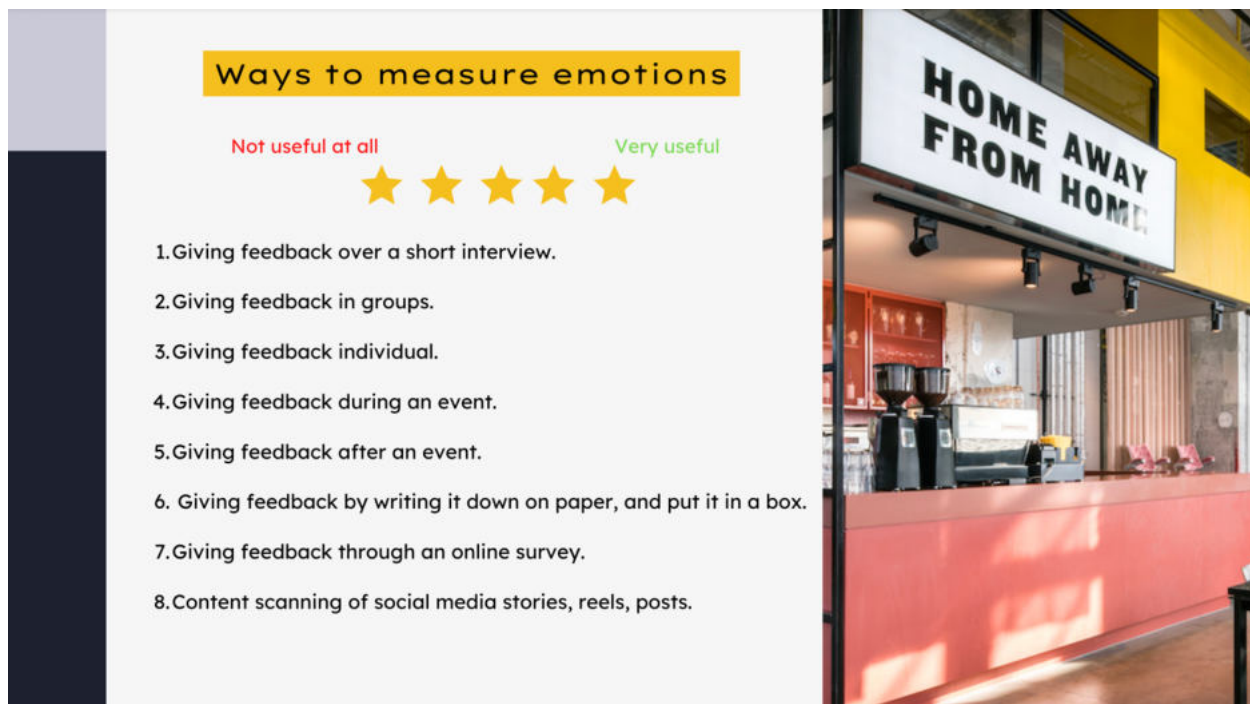 Ways to measure emotions
Not useful at all
Very useful
1.Giving feedback over a short interview.
2.Giving feedback in groups.
3.Giving feedback individual.
4.Giving feedback during an event.
5.Giving feedback after an event.
6. Giving feedback by writing it down on paper, and put it in a box.
7.Giving feedback through an online survey.
8.Content scanning of social media stories, reels, posts.
HOME AWAY
FROM HOME